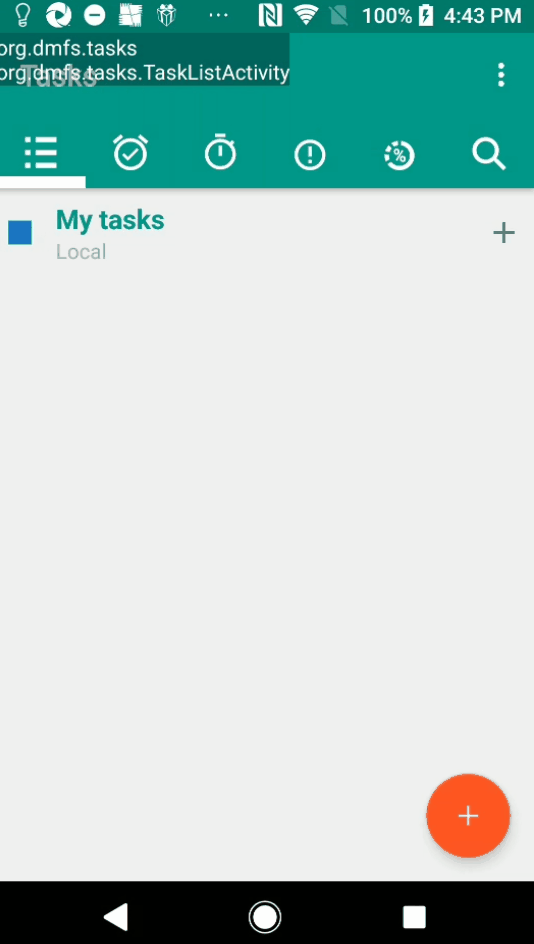 100% 4:43 PM
org.dmfs.tasks
org.dmfs.tasks.TaskListActivity
Tasks
%
My tasks
Local